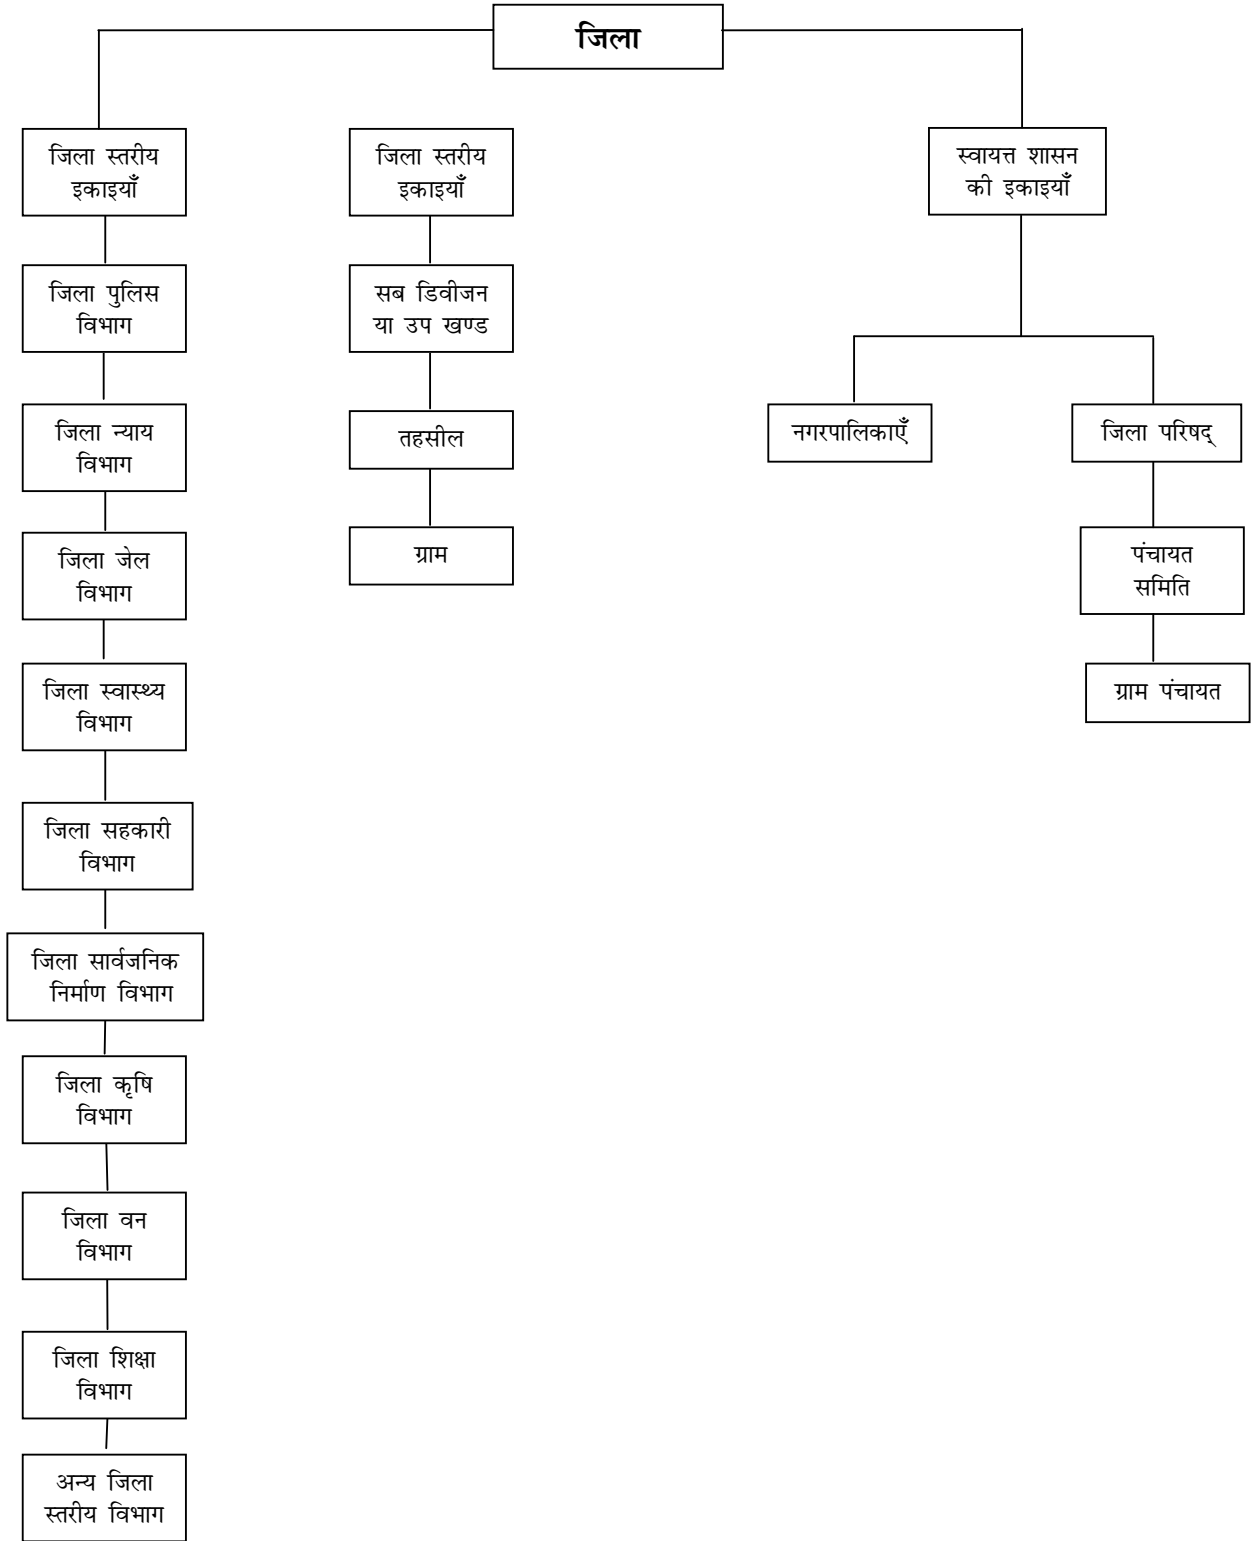 जिला
जिला स्तरीय
इकाइयाँ
जिला पुलिस
विभाग
जिला न्याय
विभाग
जिला जेल
विभाग
जिला स्वास्थ्य
विभाग
जिला सहकारी
विभाग
जिला सार्वजनिक
निर्माण विभाग
जिला कृषि
विभाग
जिला वन
विभाग
जिला शिक्षा
विभाग
अन्य जिला
स्तरीय विभाग
जिला स्तरीय
इकाइयाँ
सब डिवीजन
या उप खण्ड
तहसील
ग्राम
स्वायत्त शासन
की इकाइयाँ
नगरपालिकाएँ
जिला परिषद्
पंचायत
समिति
ग्राम पंचायत